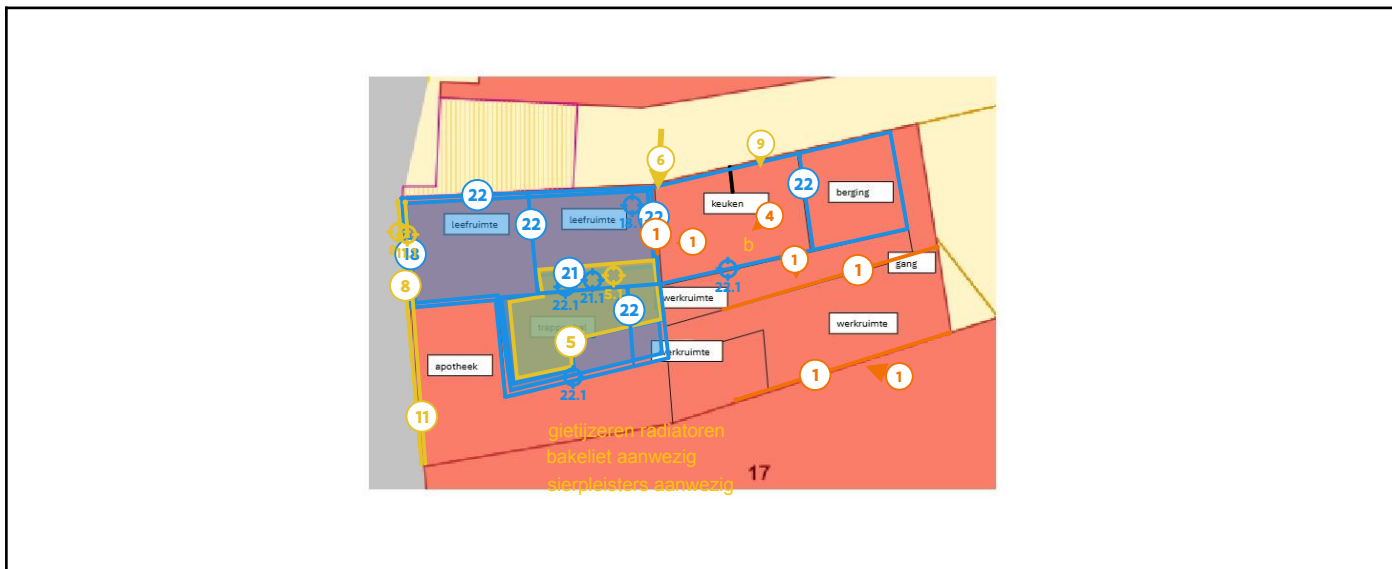 6
9
22
22
berging
keuken
leefruimte
leefruimte
22
22
18.1
4
1
1
b
18
1
1
gang
8
21
22.1
21.1
5.1
22.1
werkruimte
22
werkruimte
5
werkruimte
apotheek
22.1
1
1
11
gietijzeren radiatoren
bakeliet aanwezig
17
sierpleisters aanwezig